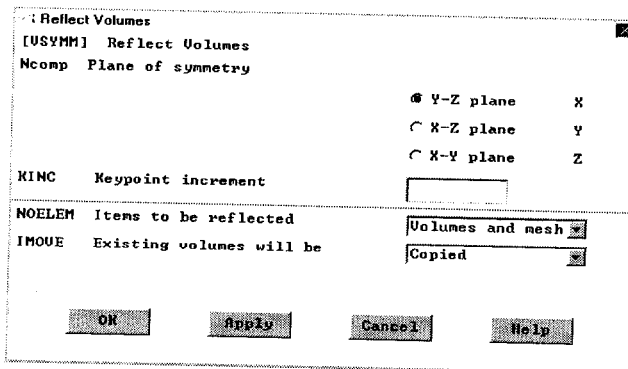 Reflect Volumes
[VSYMM] Reflect Volumes
Ncomp Plane of symmetry
Y-Z plane X
X-Z plane Y
X-Y plane Z
KINC Keypoint increment
NOELEM Items to be reflected Volumes and mesh
IMOVE Existing volumes will be Copied
OK Apply Cancel Help